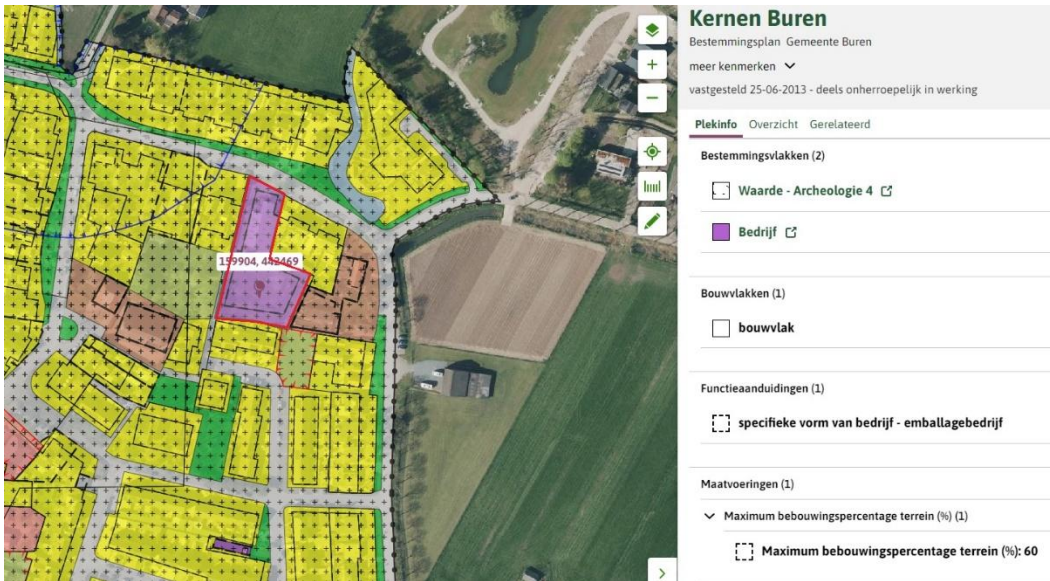 Kernen Buren
Bestemmingsplan Gemeente Buren
meer kenmerken
vastgesteld 25-06-2013 - deels onherroepelijk in werking
Plekinfo Overzicht Gerelateerd
Bestemmingsvlakken (2)
Waarde - Archeologie 4
Bedrijf
Bouwvlakken (1)
bouwvlak
Functieaanduidingen (1)
specifieke vorm van bedrijf - emballagebedrijf
Maatvoeringen (1)
Maximum bebouwingspercentage terrein (%) (1)
Maximum bebouwingspercentage terrein (%): 60
159904, 442469